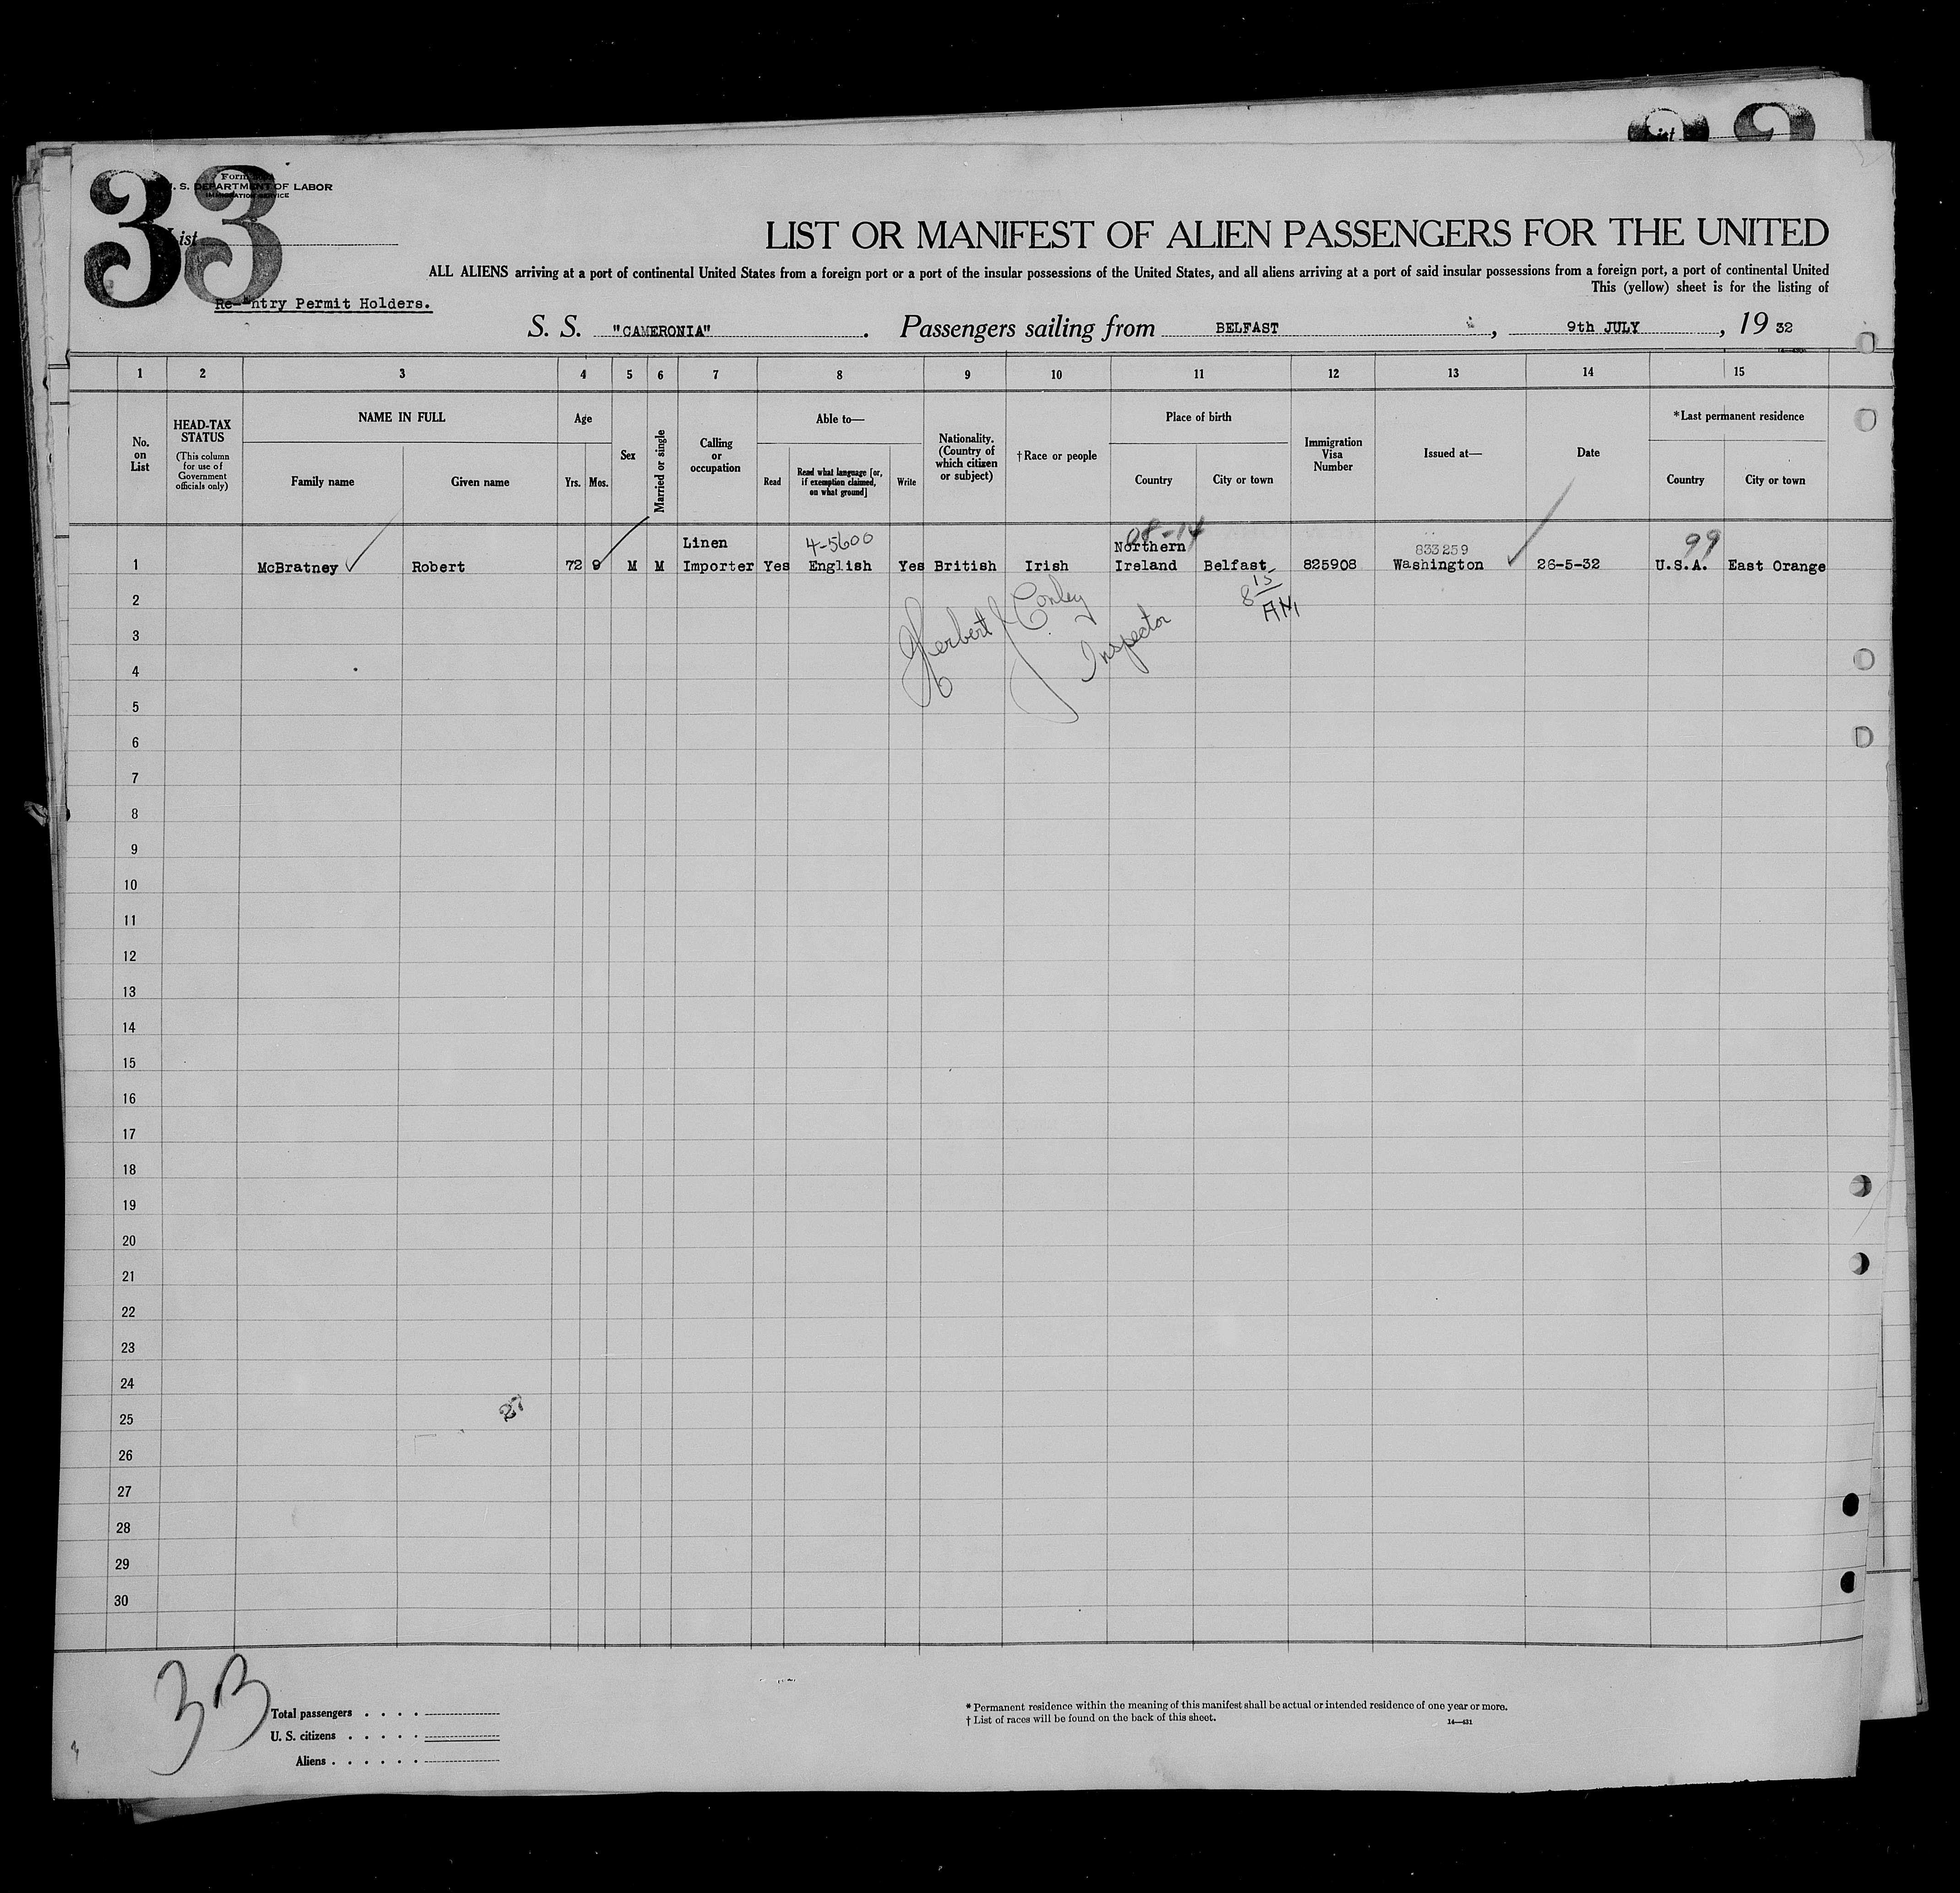 33
Form
U. S. DEPARTMENT OF LABOR
IMMIGRATION SERVICE
List
Re-entry Permit Holders.
LIST OR MANIFEST OF ALIEN PASSENGERS FOR THE UNITED
ALL ALIENS arriving at a port of continental United States from a foreign port or a port of the insular possessions of the United States, and all aliens arriving at a port of said insular possessions from a foreign port, a port of continental United
This (yellow) sheet is for the listing of
S. S. "CAMERONIA". Passengers sailing from BELFAST, 9th JULY, 19 32
1 2 3 4 5 6 7 8 9 10 11 12 13 14 15
No. on List
HEAD-TAX STATUS
(This column for use of Government officials only)
NAME IN FULL
Family name Given name
Age
Yrs. Mos.
Sex
Married or single
Calling or occupation
Able to—
Read
Read what language [or, if exemption claimed, on what ground]
Write
Nationality. (Country of which citizen or subject)
† Race or people
Place of birth
Country City or town
Immigration Visa Number
Issued at—
Date
*Last permanent residence
Country City or town
Linen 4-5600 08-14 Northern 833259 99
1 McBratney Robert 72 9 M M Importer Yes English Yes British Irish Ireland Belfast 825908 Washington 26-5-32 U.S.A. East Orange
8 15 AM
Herbert J Conley
Inspector
2
3
4
5
6
7
8
9
10
11
12
13
14
15
16
17
18
19
20
21
22
23
24
27
25
26
27
28
29
30
33
Total passengers . . . .
U. S. citizens . . . . .
Aliens . . . . . .
* Permanent residence within the meaning of this manifest shall be actual or intended residence of one year or more.
† List of races will be found on the back of this sheet.
14—431